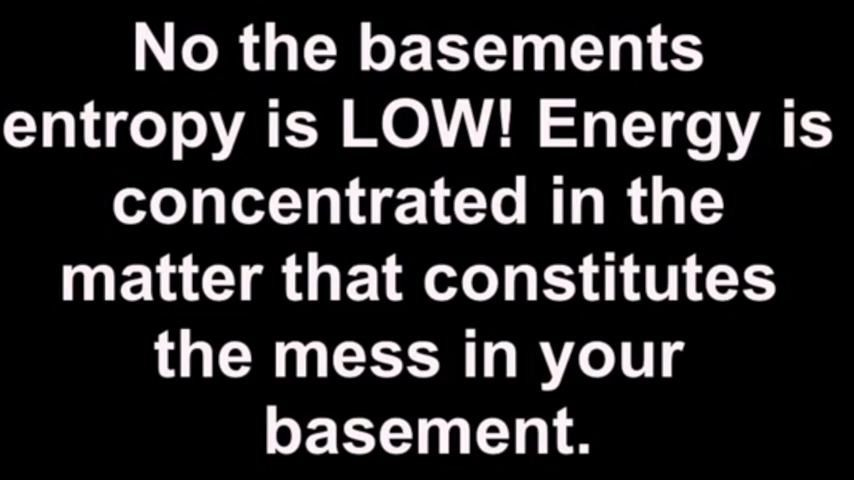 No the basements
entropy is LOW! Energy is
concentrated in the
matter that constitutes
the mess in your
basement.